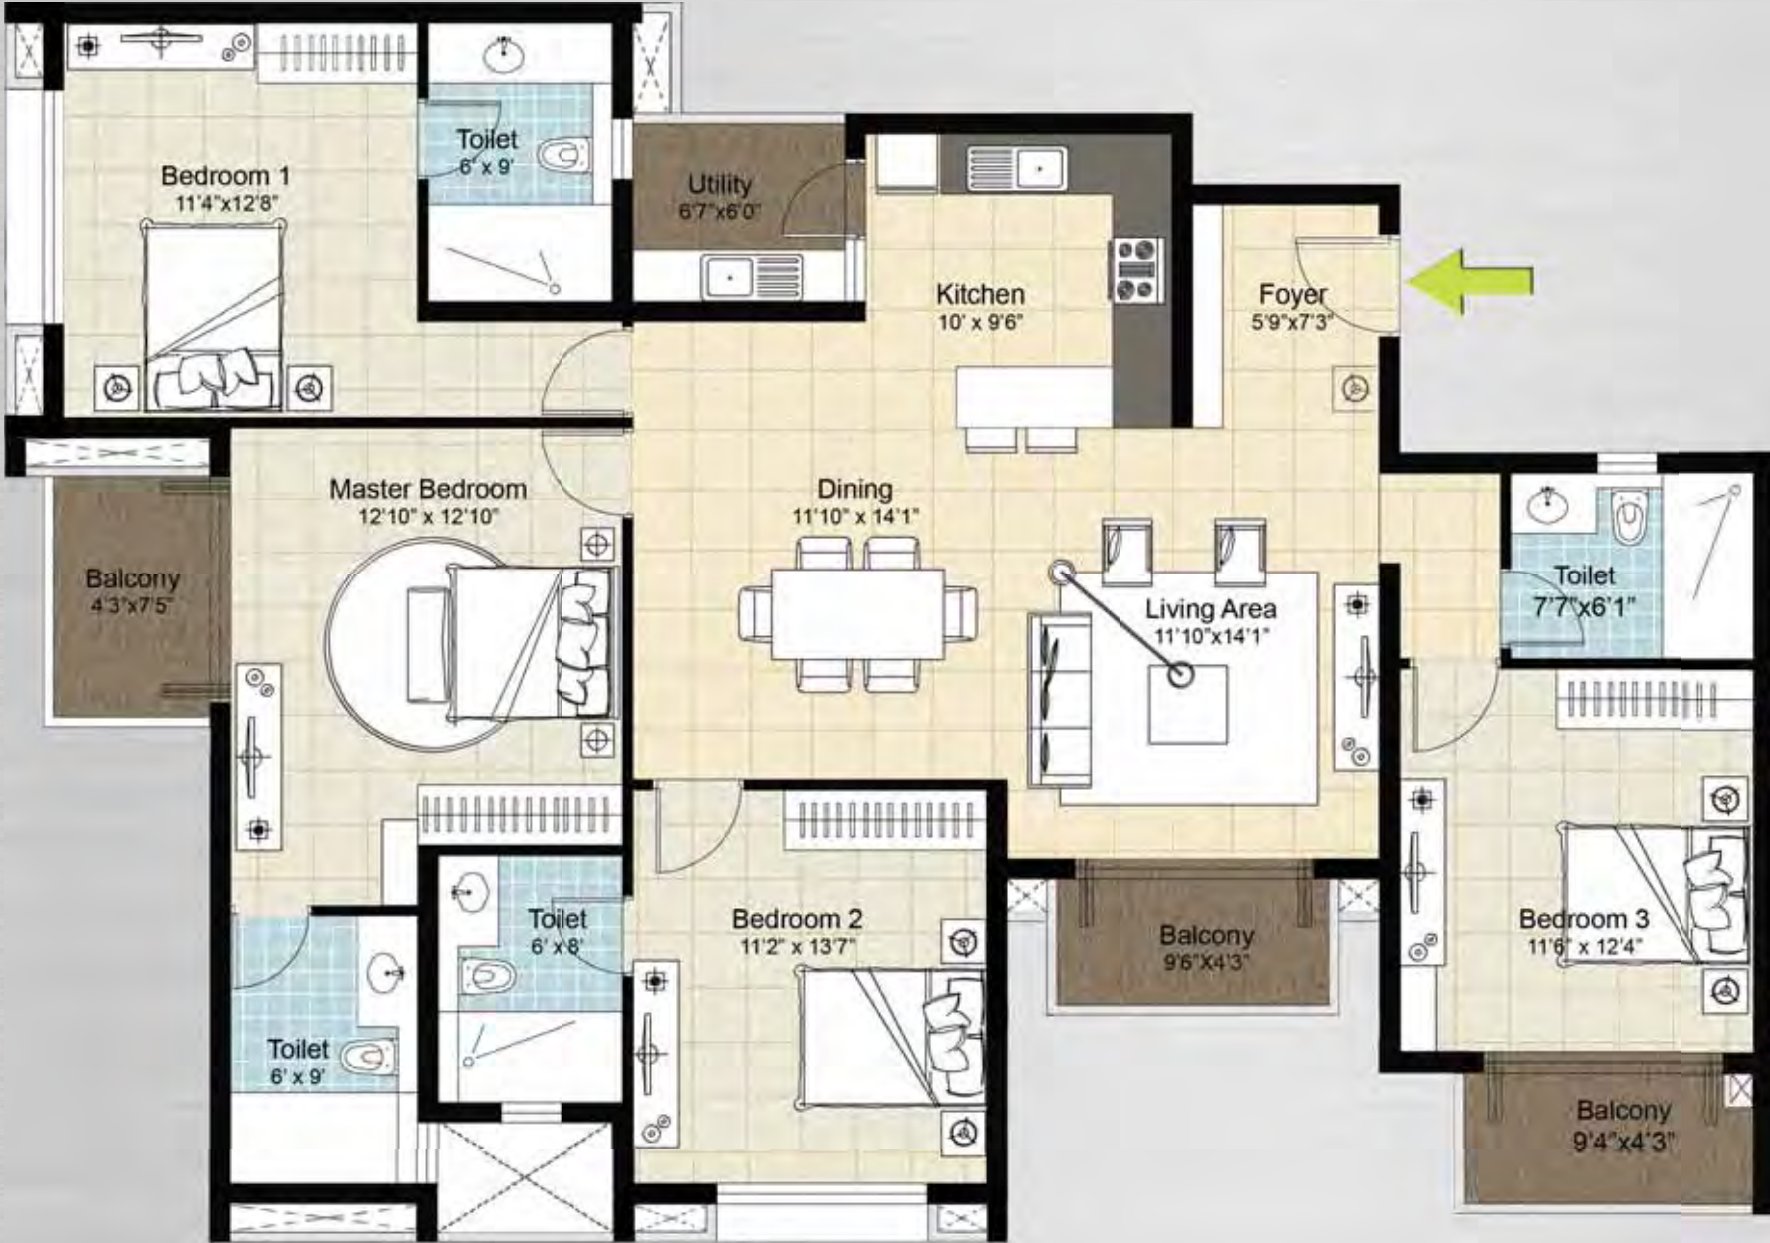 Toilet
6' x 9'
Bedroom 1
11'4"x12'8"
Utility
6'7"x6'0"
Kitchen
10' x 9'6"
Foyer
5'9"x7'3"
Master Bedroom
12'10" x 12'10"
Dining
11'10" x 14'1"
Balcony
4'3"x7'5"
Living Area
11'10"x14'1"
Toilet
7'7"x6'1"
Toilet
6' x 8'
Bedroom 2
11'2" x 13'7"
Balcony
9'6"X4'3"
Bedroom 3
11'6" x 12'4"
Toilet
6' x 9'
Balcony
9'4"x4'3"